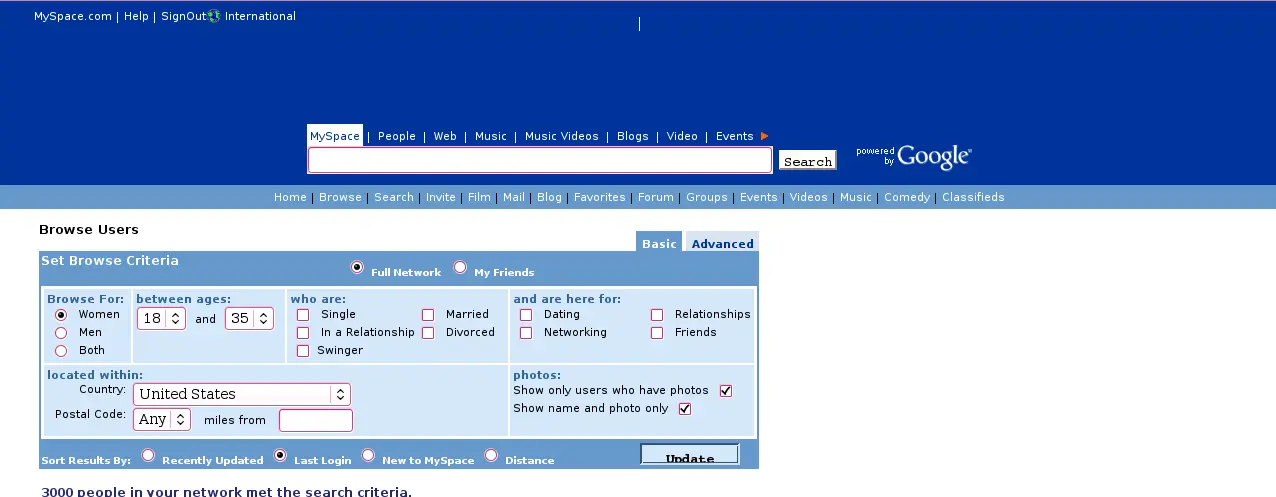 MySpace.com | Help | SignOut International
MySpace | People | Web | Music | Music Videos | Blogs | Video | Events
Search
powered by Google
Home | Browse | Search | Invite | Film | Mail | Blog | Favorites | Forum | Groups | Events | Videos | Music | Comedy | Classifieds
Browse Users
Basic Advanced
Set Browse Criteria
Full Network My Friends
Browse For:
Women
Men
Both
between ages:
18 and 35
who are:
Single Married
In a Relationship Divorced
Swinger
and are here for:
Dating Relationships
Networking Friends
located within:
Country: United States
Postal Code: Any miles from
photos:
Show only users who have photos
Show name and photo only
Sort Results By: Recently Updated Last Login New to MySpace Distance
Update
3000 people in your network met the search criteria.